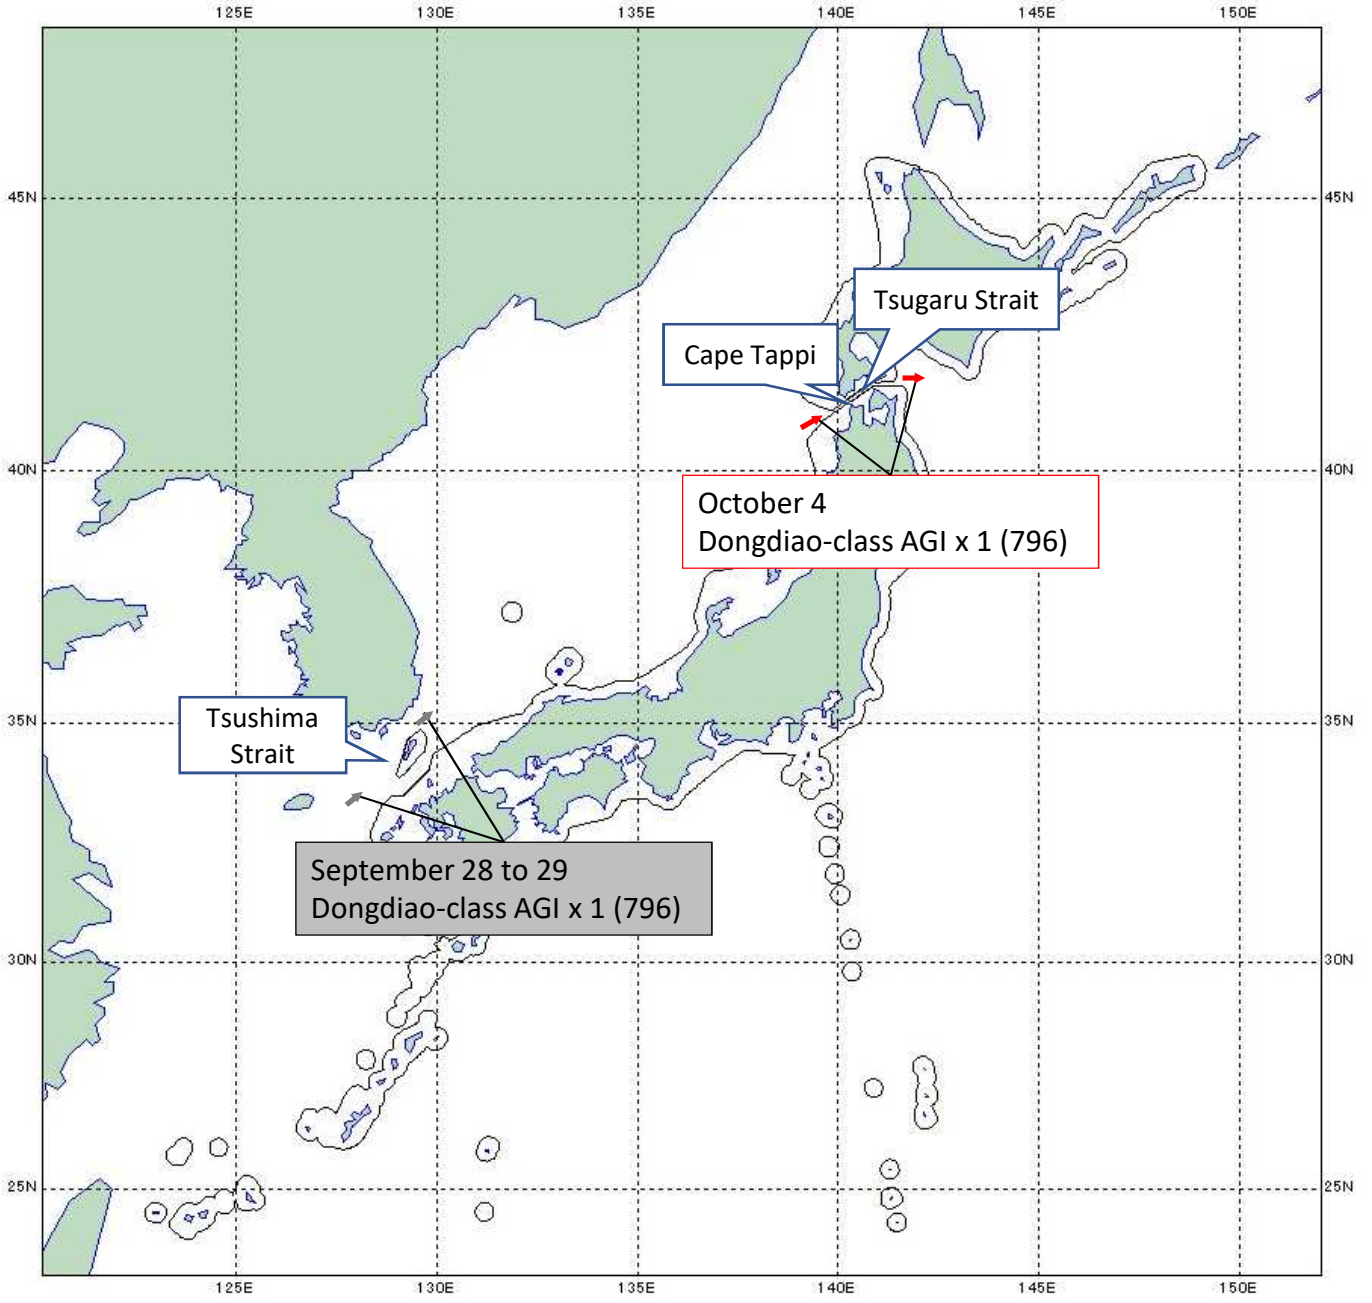 125E 130E 135E 140E 145E 150E
45N 45N
Tsugaru Strait
Cape Tappi
40N 40N
October 4
Dongdiao-class AGI x 1 (796)
35N 35N
Tsushima
Strait
September 28 to 29
Dongdiao-class AGI x 1 (796)
30N 30N
25N 25N
125E 130E 135E 140E 145E 150E